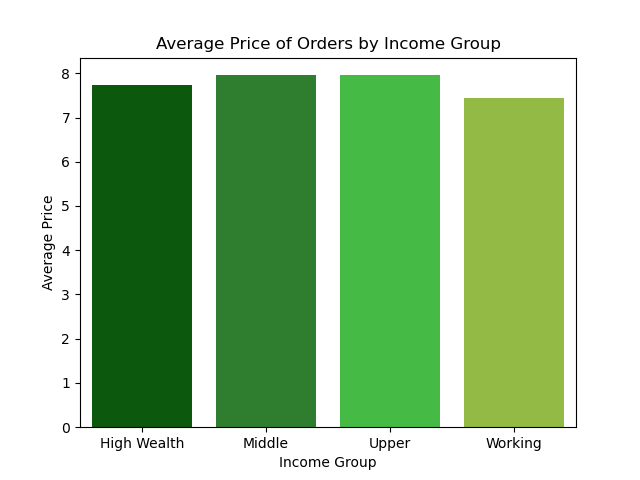 Average Price of Orders by Income Group
8
7
6
5
4
3
2
1
0
Average Price
High Wealth Middle Upper Working
Income Group